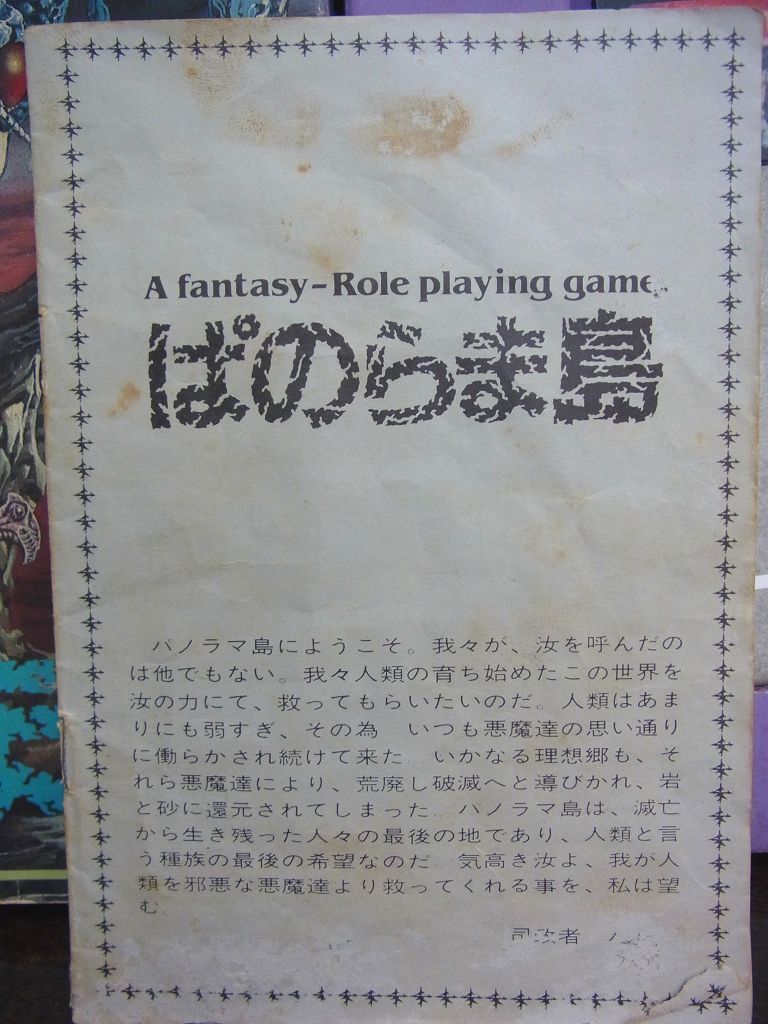 A fantasy-Role playing game
ぱのらま島
パノラマ島にようこそ。我々が、汝を呼んだの
は他でもない。我々人類の育ち始めたこの世界を
汝の力にて、救ってもらいたいのだ。人類はあま
りにも弱すぎ、その為 いつも悪魔達の思い通り
に働らかされ続けて来た いかなる理想郷も、そ
れら悪魔達により、荒廃し破滅へと導びかれ、岩
と砂に還元されてしまった。パノラマ島は、滅亡
から生き残った人々の最後の地であり、人類と言
う種族の最後の希望なのだ 気高き汝よ、我が人
類を邪悪な悪魔達より救ってくれる事を、私は望
む。
司政者